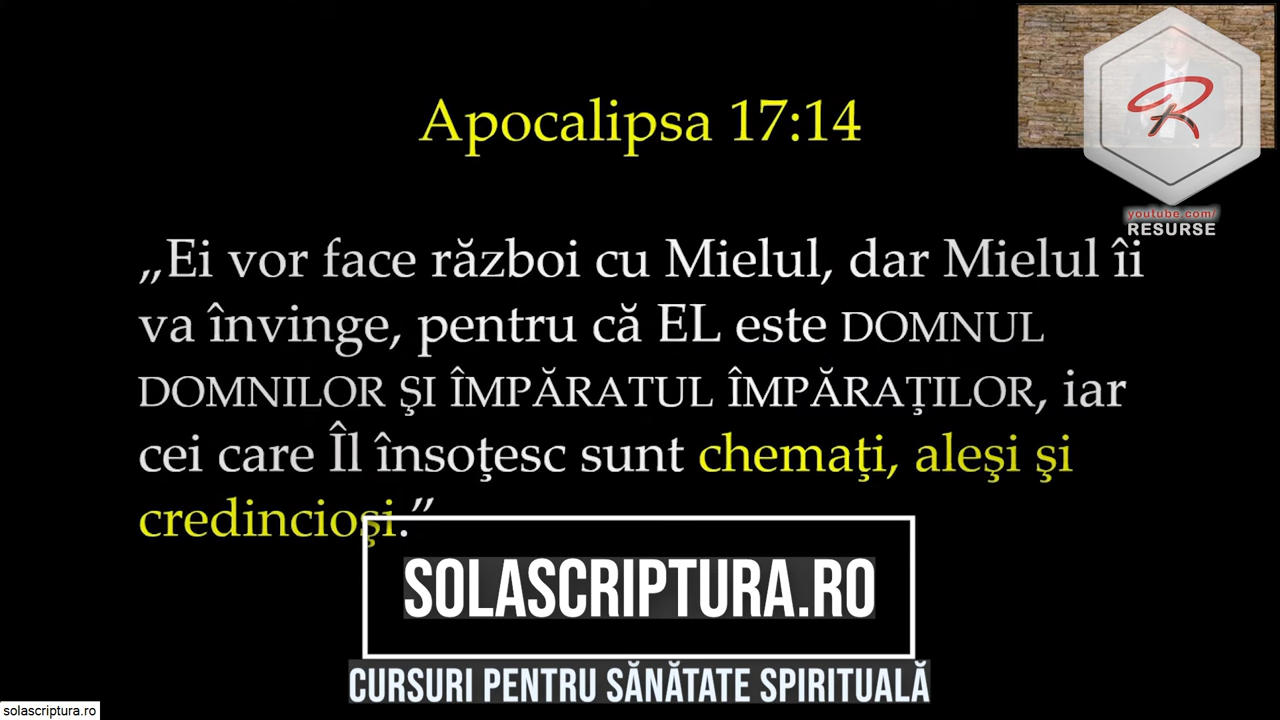 Apocalipsa 17:14
youtube.com/
RESURSE
„Ei vor face război cu Mielul, dar Mielul îi
va învinge, pentru că EL este DOMNUL
DOMNILOR ŞI ÎMPĂRATUL ÎMPĂRAŢILOR, iar
cei care Îl însoţesc sunt chemaţi, aleşi şi
credincioşi.”
SOLASCRIPTURA.RO
CURSURI PENTRU SĂNĂTATE SPIRITUALĂ
solascriptura.ro